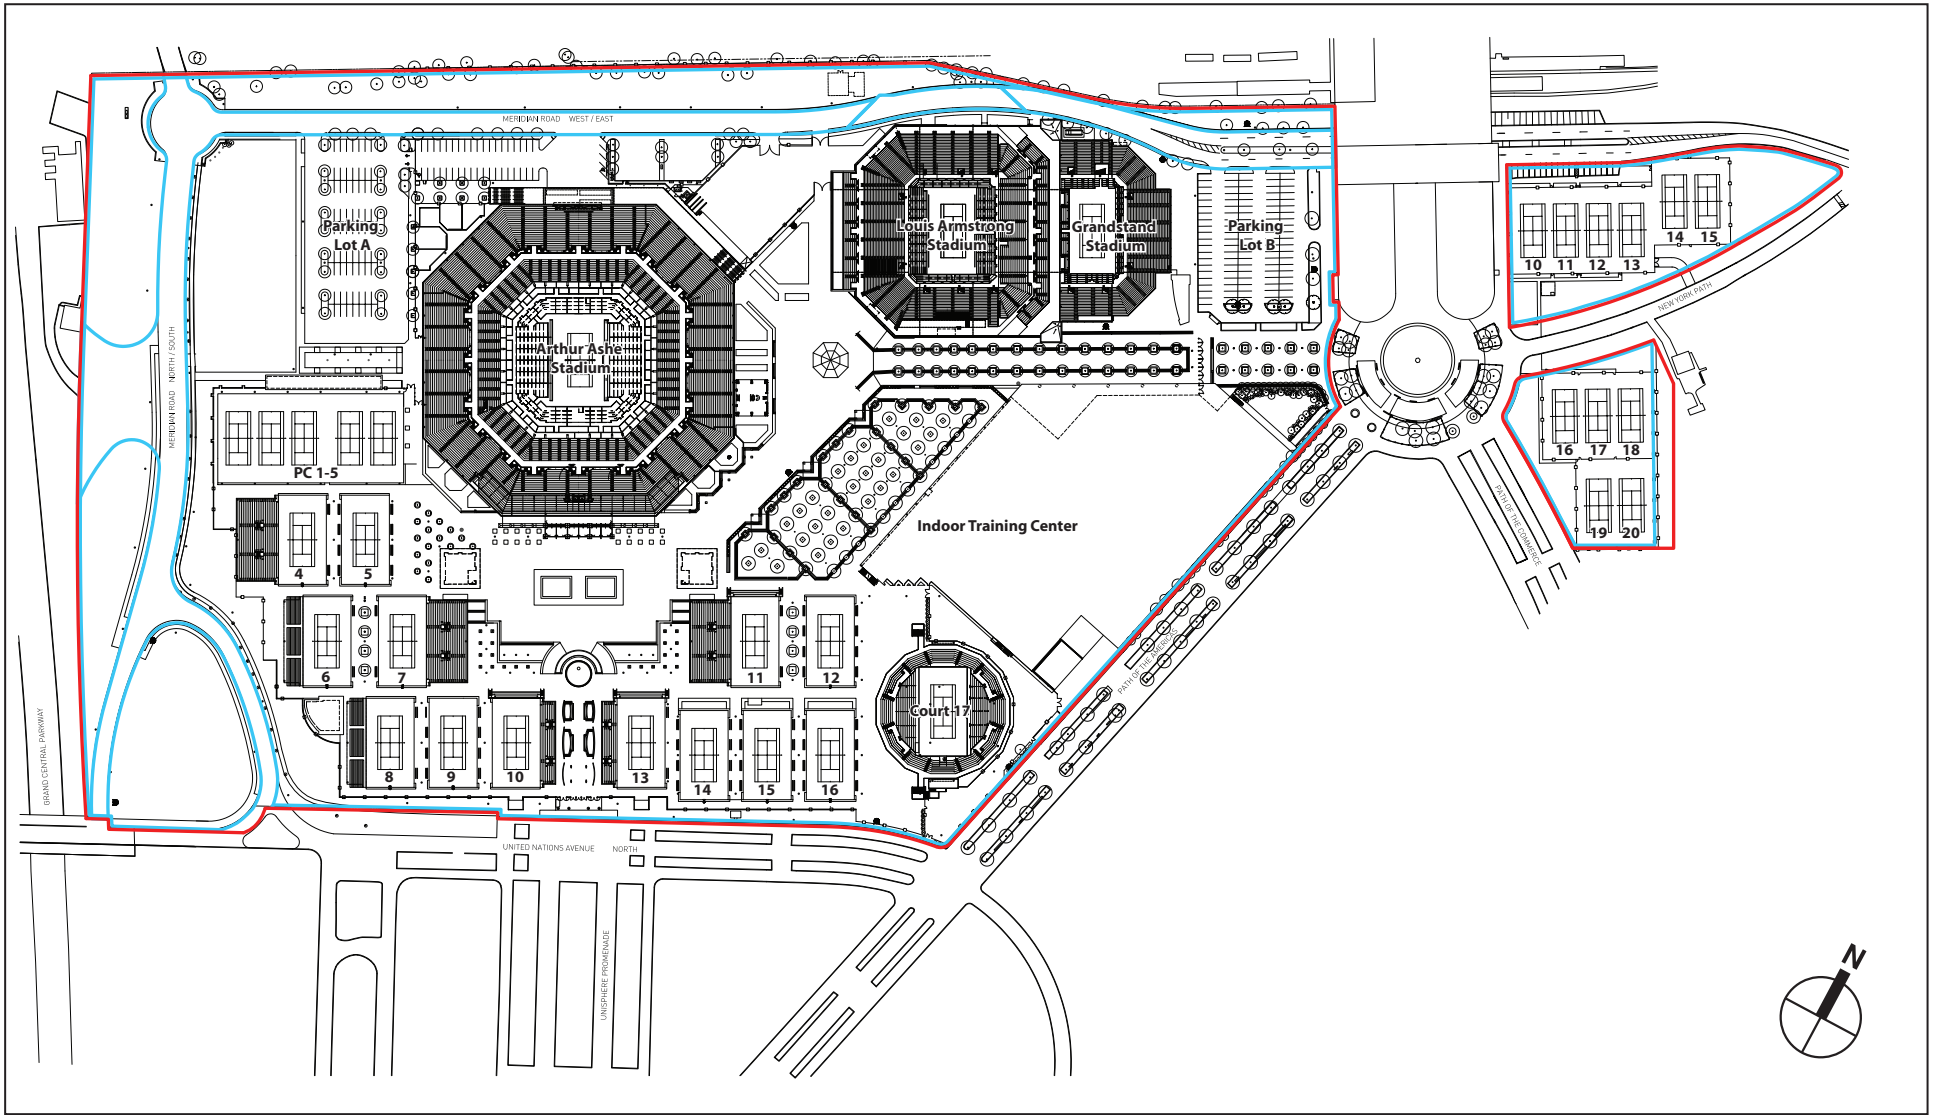 MERIDIAN ROAD WEST / EAST
Parking
Lot A
Louis Armstrong
Stadium
Grandstand
Stadium
Parking
Lot B
14
15
10
11
12
13
NEW YORK PATH
MERIDIAN ROAD NORTH / SOUTH
Arthur Ashe
Stadium
PC 1-5
16
17
18
19
20
PATH OF THE COMMERCE
Indoor Training Center
4
5
6
7
11
12
PATH OF THE AMERICAS
Court 17
8
9
10
13
14
15
16
GRAND CENTRAL PARKWAY
UNITED NATIONS AVENUE NORTH
UNISPHERE PROMENADE
N